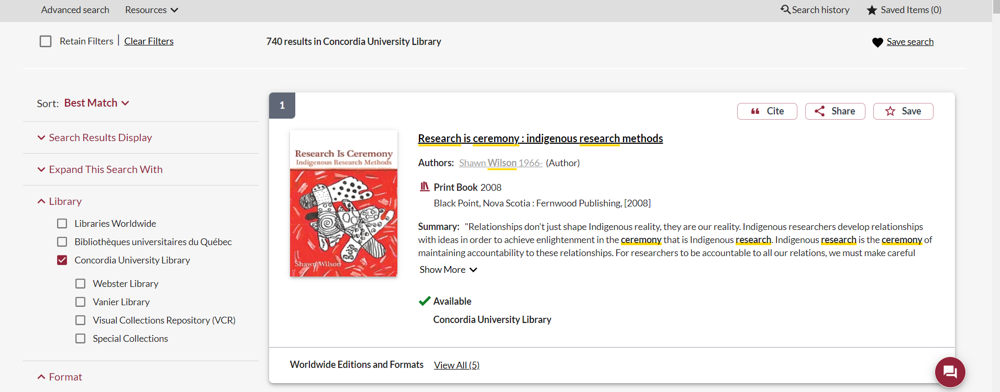 Advanced search Resources Search history Saved Items (0)
Retain Filters | Clear Filters 740 results in Concordia University Library Save search
Sort: Best Match
Search Results Display
Expand This Search With
Library
Libraries Worldwide
Bibliothèques universitaires du Québec
Concordia University Library
Webster Library
Vanier Library
Visual Collections Repository (VCR)
Special Collections
Format
1
Cite Share Save
Research Is Ceremony
Indigenous Research Methods
Shawn Wilson
Research is ceremony : indigenous research methods
Authors: Shawn Wilson 1966- (Author)
Print Book 2008
Black Point, Nova Scotia : Fernwood Publishing, [2008]
Summary: "Relationships don't just shape Indigenous reality, they are our reality. Indigenous researchers develop relationships
with ideas in order to achieve enlightenment in the ceremony that is Indigenous research. Indigenous research is the ceremony of
maintaining accountability to these relationships. For researchers to be accountable to all our relations, we must make careful
Show More
Available
Concordia University Library
Worldwide Editions and Formats View All (5)